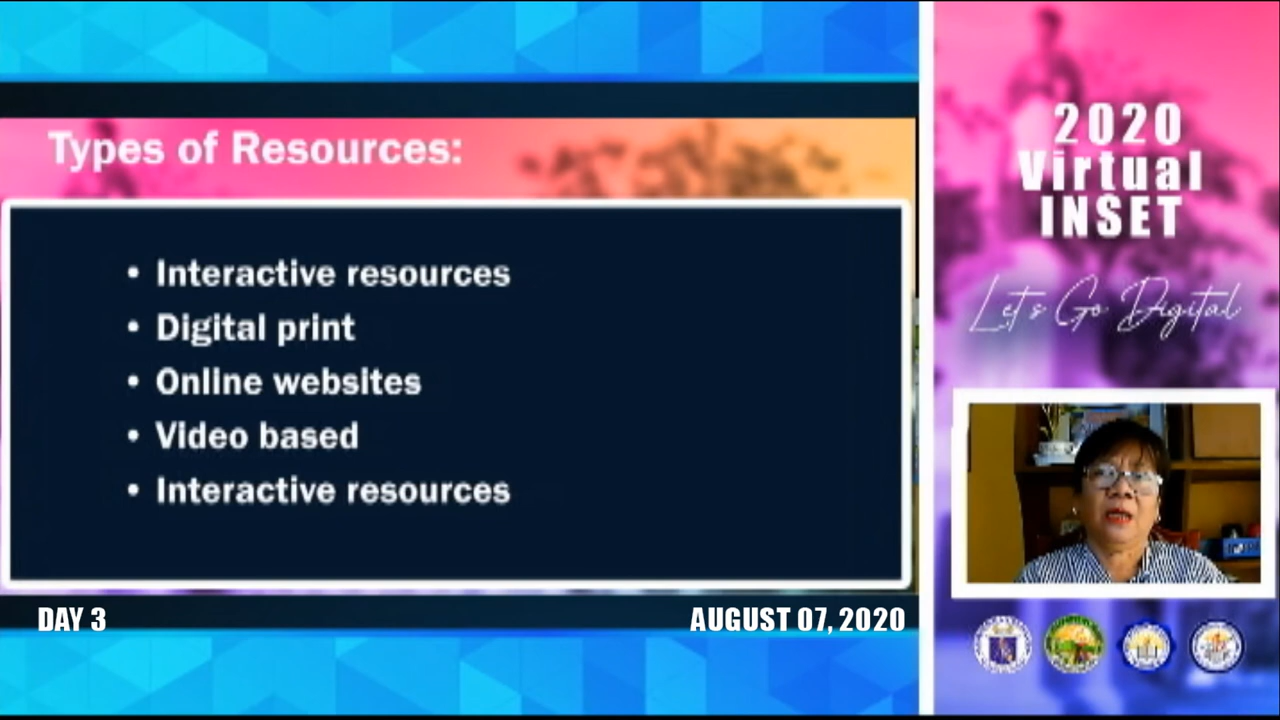 Types of Resources:
• Interactive resources
• Digital print
• Online websites
• Video based
• Interactive resources
DAY 3
AUGUST 07, 2020
2020
Virtual
INSET
Let's Go Digital